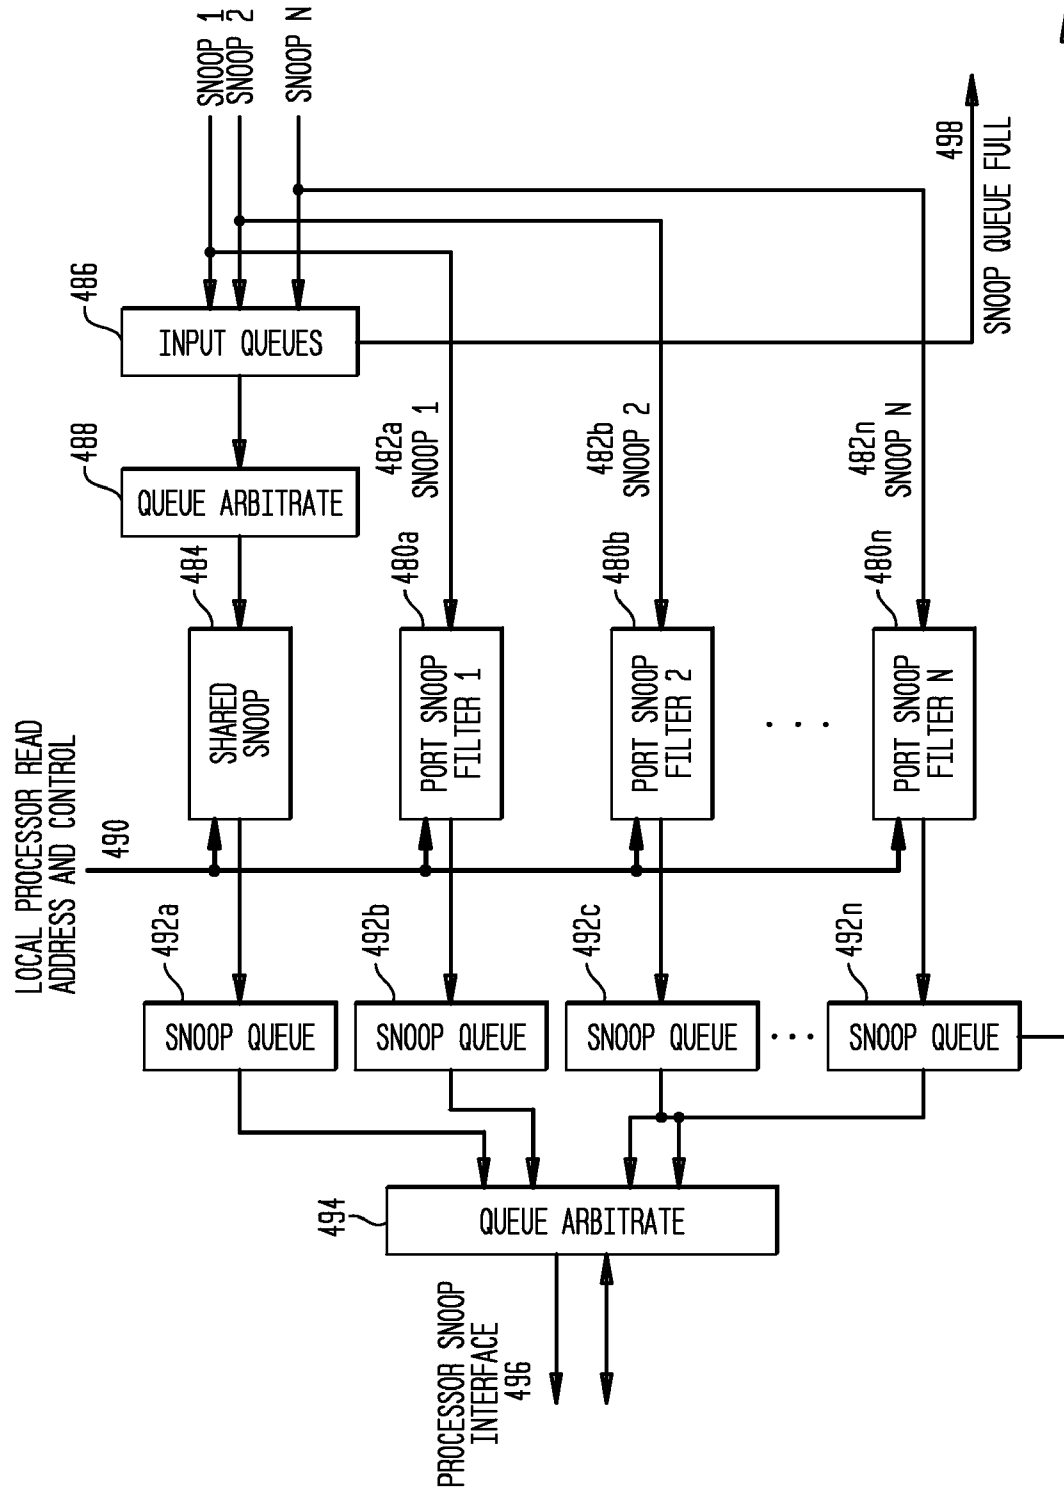 SNOOP 1
SNOOP 2
SNOOP N
486
INPUT QUEUES
498
SNOOP QUEUE FULL
488
QUEUE ARBITRATE
482a
SNOOP 1
482b
SNOOP 2
482n
SNOOP N
484
SHARED
SNOOP
480a
PORT SNOOP
FILTER 1
480b
PORT SNOOP
FILTER 2
. . .
480n
PORT SNOOP
FILTER N
LOCAL PROCESSOR READ
ADDRESS AND CONTROL
490
492a
SNOOP QUEUE
492b
SNOOP QUEUE
492c
SNOOP QUEUE
. . .
492n
SNOOP QUEUE
494
QUEUE ARBITRATE
PROCESSOR SNOOP
INTERFACE
496